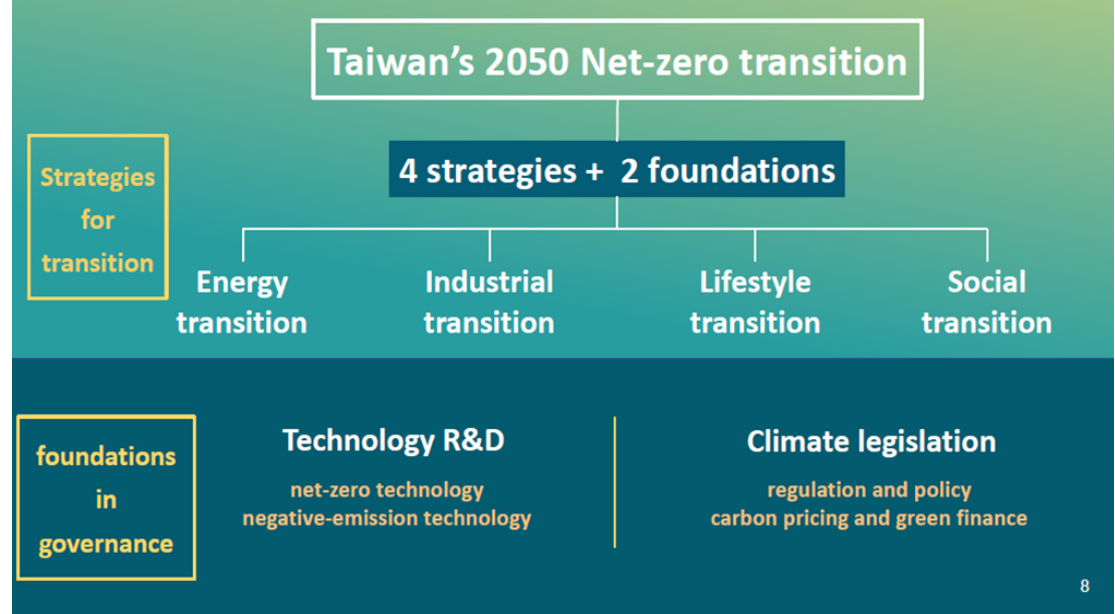 Taiwan's 2050 Net-zero transition
4 strategies + 2 foundations
Strategies
for
transition
Energy
transition
Industrial
transition
Lifestyle
transition
Social
transition
foundations
in
governance
Technology R&D
net-zero technology
negative-emission technology
Climate legislation
regulation and policy
carbon pricing and green finance
8